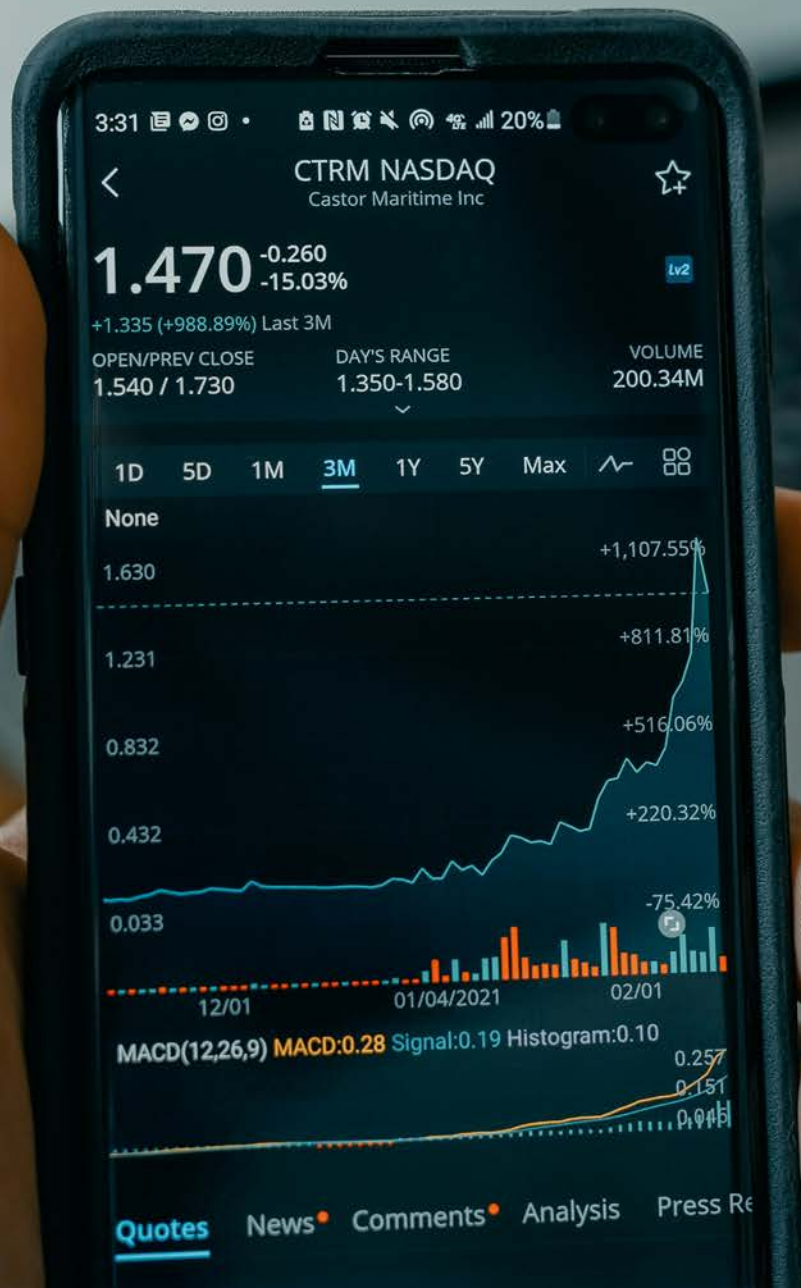 3:31 20%
CTRM NASDAQ
Castor Maritime Inc
1.470 -0.260
-15.03%
Lv2
+1.335 (+988.89%) Last 3M
OPEN/PREV CLOSE DAY'S RANGE VOLUME
1.540 / 1.730 1.350-1.580 200.34M
1D 5D 1M 3M 1Y 5Y Max
None
+1,107.55%
1.630
+811.81%
1.231
+516.06%
0.832
+220.32%
0.432
-75.42%
0.033
12/01 01/04/2021 02/01
MACD(12,26,9) MACD:0.28 Signal:0.19 Histogram:0.10
0.257
0.151
0.046
Quotes News Comments Analysis Press Re